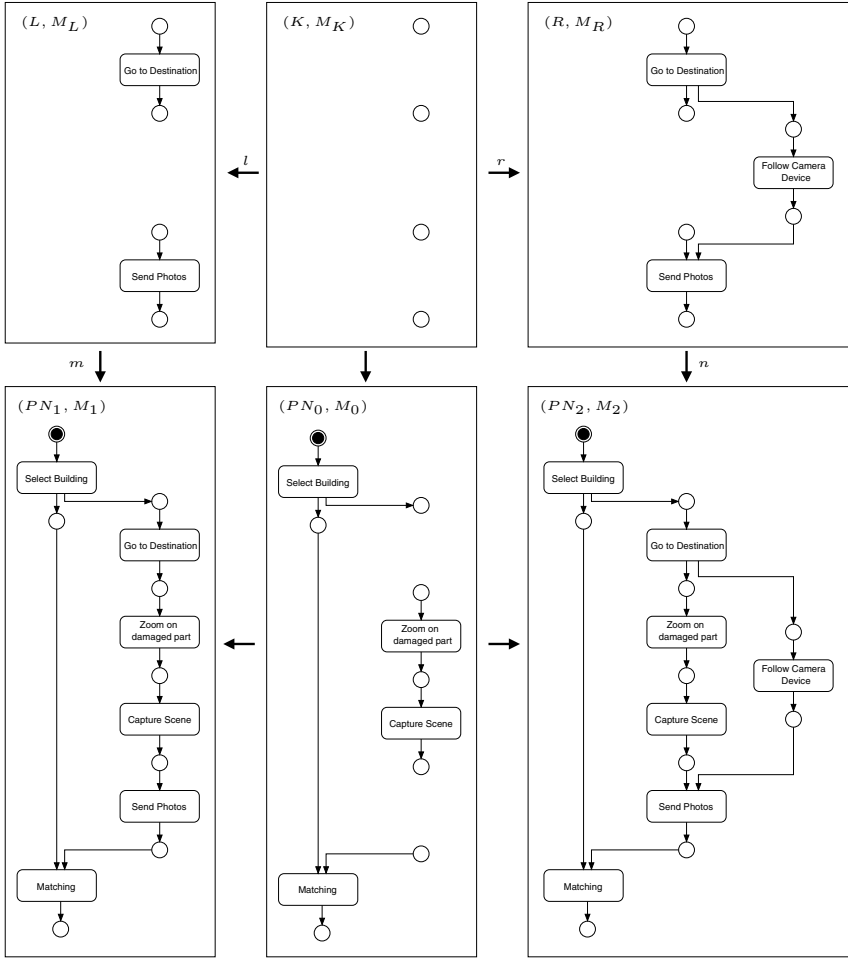 (L, M_L)
Go to Destination
Send Photos
l
(K, M_K)
r
(R, M_R)
Go to Destination
Follow Camera
Device
Send Photos
m
n
(PN_1, M_1)
Select Building
Go to Destination
Zoom on
damaged part
Capture Scene
Send Photos
Matching
(PN_0, M_0)
Select Building
Zoom on
damaged part
Capture Scene
Matching
(PN_2, M_2)
Select Building
Go to Destination
Zoom on
damaged part
Follow Camera
Device
Capture Scene
Send Photos
Matching